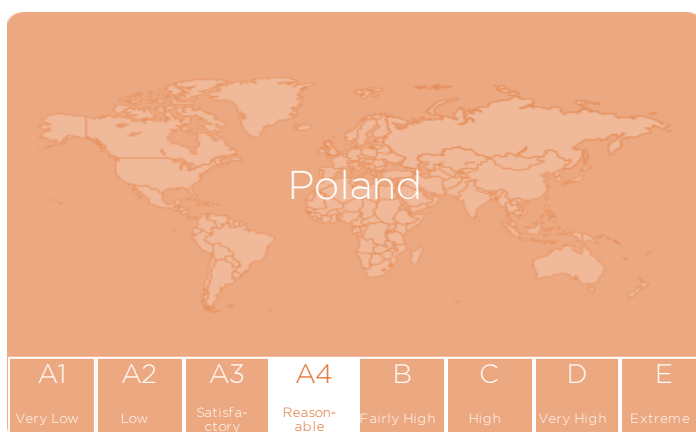 Poland
A1 A2 A3 A4 B C D E
Very Low Low Satisfa- Reason- Fairly High High Very High Extreme
ctory able